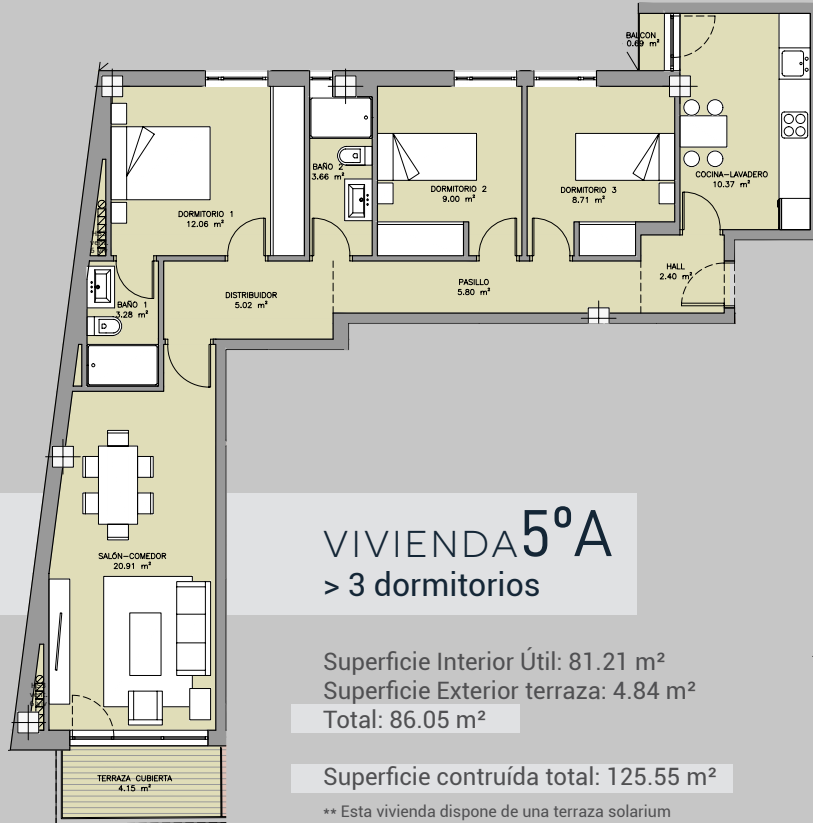 BALCON
0.69 m²
BAÑO 2
3.66 m²
DORMITORIO 2
9.00 m²
DORMITORIO 3
8.71 m²
COCINA-LAVADERO
10.37 m²
DORMITORIO 1
12.06 m²
HALL
2.40 m²
PASILLO
5.80 m²
DISTRIBUIDOR
5.02 m²
BAÑO 1
3.28 m²
SALÓN-COMEDOR
20.91 m²
VIVIENDA 5ºA
> 3 dormitorios
Superficie Interior Útil: 81.21 m²
Superficie Exterior terraza: 4.84 m²
Total: 86.05 m²
TERRAZA CUBIERTA
4.15 m²
Superficie contruída total: 125.55 m²
** Esta vivienda dispone de una terraza solarium